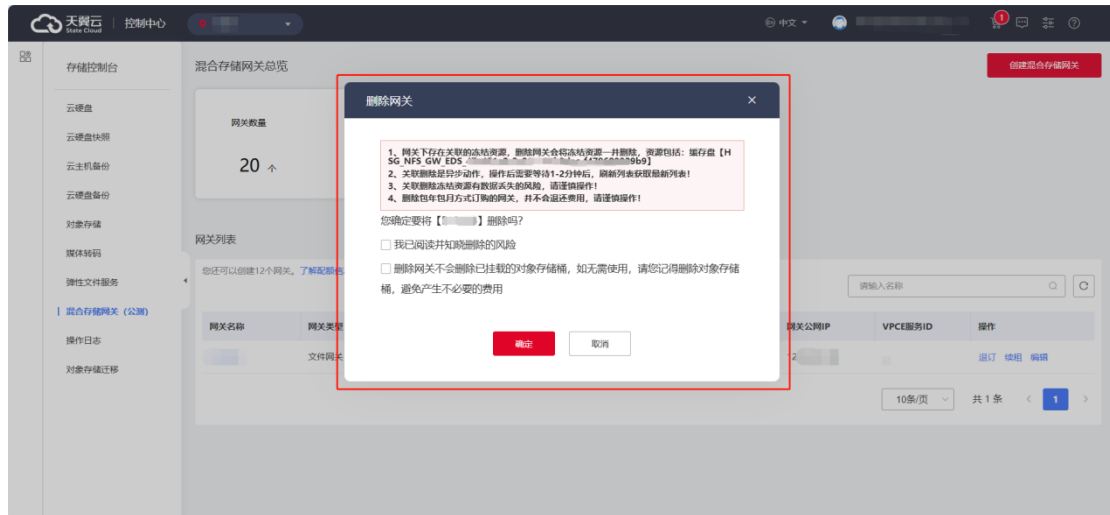 天翼云
State Cloud
控制中心
中文
1
存储控制台
云硬盘
云硬盘快照
云主机备份
云硬盘备份
对象存储
媒体转码
弹性文件服务
混合存储网关（公测）
操作日志
对象存储迁移
混合存储网关总览
创建混合存储网关
网关数量
20 个
删除网关
1、网关下存在关联的冻结资源，删除网关会将冻结资源一并删除，资源包括：缓存盘【H
SG_NFS_GW_EDS_
2、关联删除是异步动作，操作后需要等待1-2分钟后，刷新列表获取最新列表！
3、关联删除冻结资源有数据丢失的风险，请谨慎操作！
4、删除包年包月方式订购的网关，并不会退还费用，请谨慎操作！
您确定要将【】删除吗？
我已阅读并知晓删除的风险
删除网关不会删除已挂载的对象存储桶，如无需使用，请您记得删除对象存储
桶，避免产生不必要的费用
确定 取消
网关列表
您还可以创建12个网关。了解配额
请输入名称
网关名称 网关类型 网关公网IP VPCE服务ID 操作
文件网关 退订 续租 编辑
10条/页 共 1 条 1